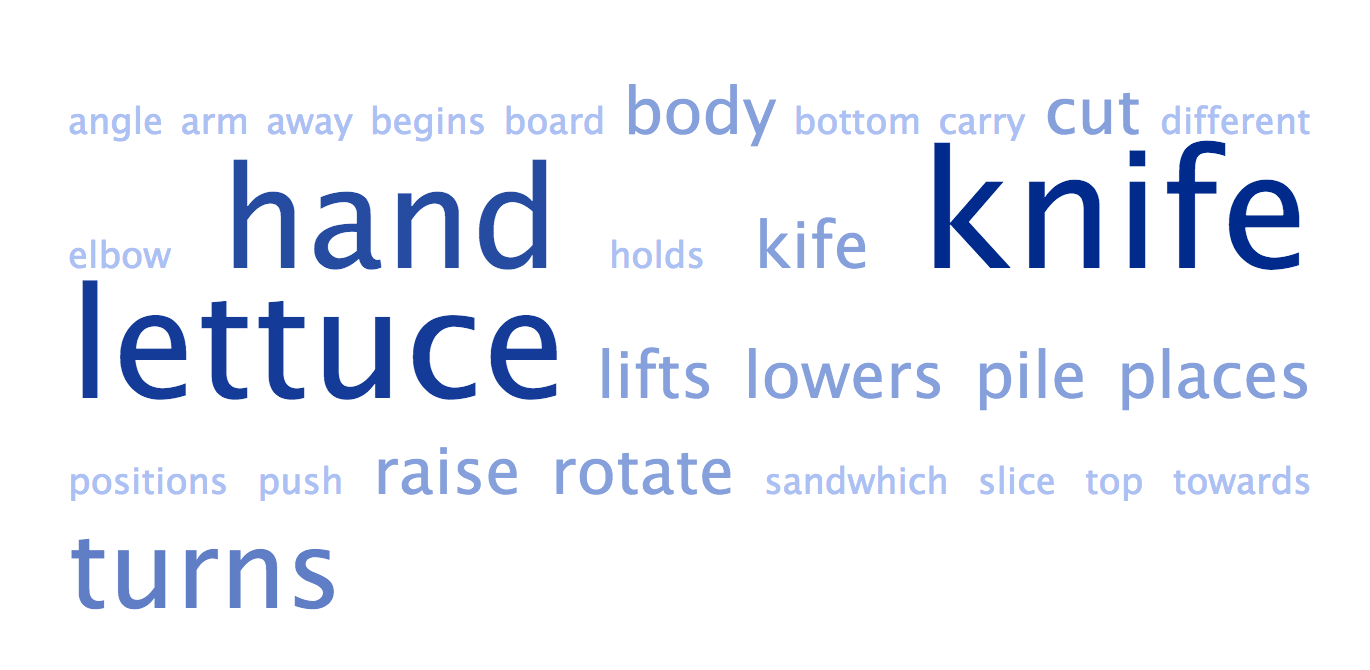 angle arm away begins board body bottom carry cut different
elbow hand holds kife knife
lettuce lifts lowers pile places
positions push raise rotate sandwhich slice top towards
turns